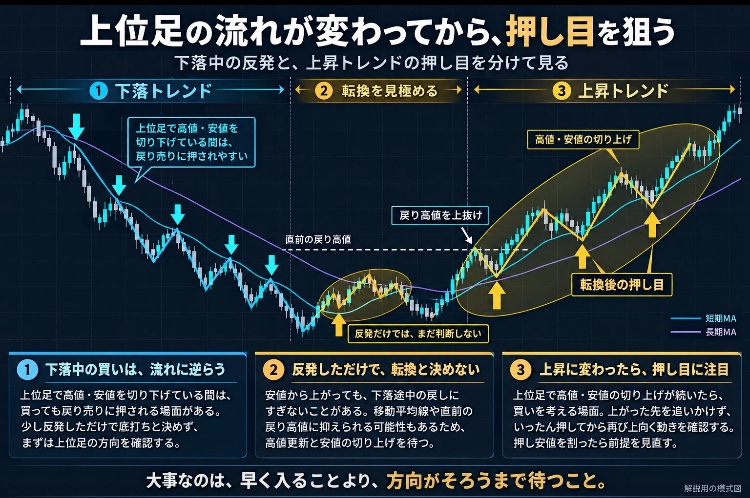 上位足の流れが変わってから、押し目を狙う
下落中の反発と、上昇トレンドの押し目を分けて見る
1 下落トレンド
2 転換を見極める
3 上昇トレンド
上位足で高値・安値を
切り下げている間は、
戻り売りに押されやすい
高値・安値の切り上げ
戻り高値を上抜け
直前の戻り高値
転換後の押し目
反発だけでは、まだ判断しない
短期MA
長期MA
1 下落中の買いは、流れに逆らう
上位足で高値・安値を切り下げている間は、
買っても戻り売りに押される場面がある。
少し反発しただけで底打ちと決めず、
まずは上位足の方向を確認する。
2 反発しただけで、転換と決めない
安値から上がっても、下落途中の戻しに
すぎないことがある。移動平均線や直前の
戻り高値に抑えられる可能性もあるため、
高値更新と安値の切り上げを待つ。
3 上昇に変わったら、押し目に注目
上位足で高値・安値の切り上げが続いたら、
買いを考える場面。上がった先を追いかけず、
いったん押してから再び上向く動きを確認する。
押し安値を割ったら前提を見直す。
大事なのは、早く入ることより、方向がそろうまで待つこと。
解説用の模式図